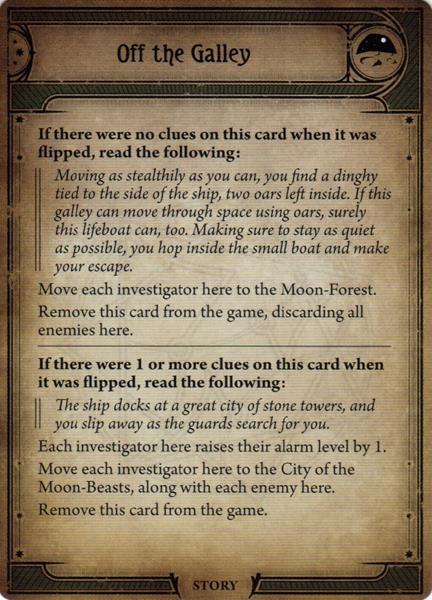 Off the Galley
If there were no clues on this card when it was
flipped, read the following:
Moving as stealthily as you can, you find a dinghy
tied to the side of the ship, two oars left inside. If this
galley can move through space using oars, surely
this lifeboat can, too. Making sure to stay as quiet
as possible, you hop inside the small boat and make
your escape.
Move each investigator here to the Moon-Forest.
Remove this card from the game, discarding all
enemies here.
If there were 1 or more clues on this card when
it was flipped, read the following:
The ship docks at a great city of stone towers, and
you slip away as the guards search for you.
Each investigator here raises their alarm level by 1.
Move each investigator here to the City of the
Moon-Beasts, along with each enemy here.
Remove this card from the game.
STORY